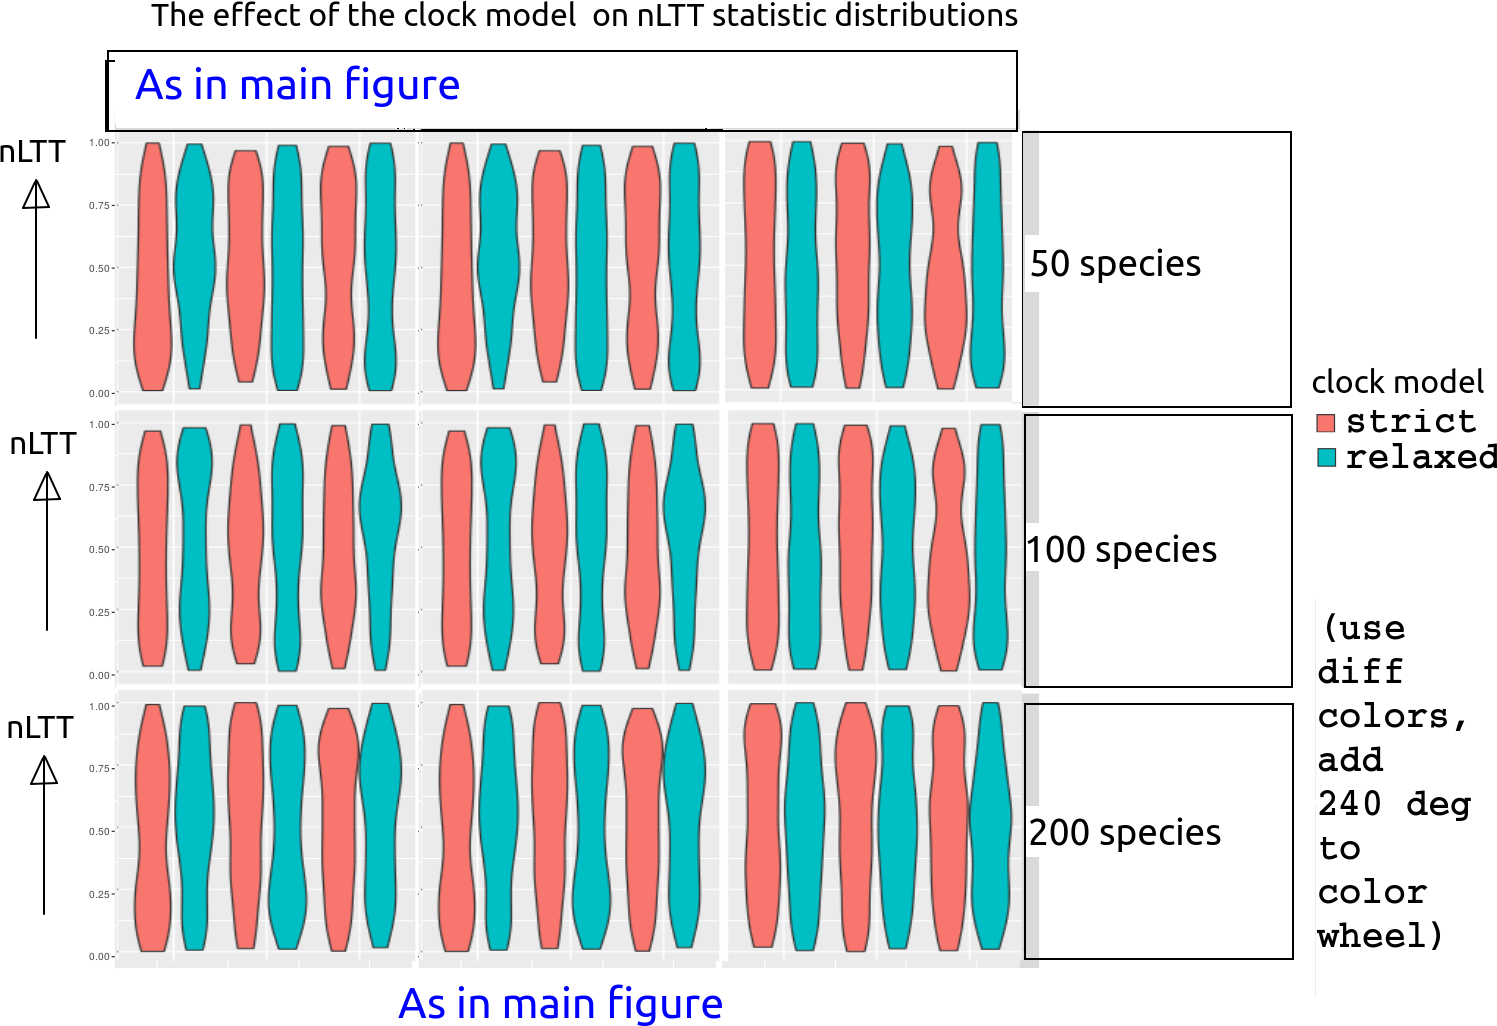 The effect of the clock model on nLTT statistic distributions
As in main figure
nLTT
1.00
0.75
0.50
0.25
0.00
50 species
nLTT
1.00
0.75
0.50
0.25
0.00
100 species
nLTT
1.00
0.75
0.50
0.25
0.00
200 species
As in main figure
clock model
strict
relaxed
(use
diff
colors,
add
240 deg
to
color
wheel)